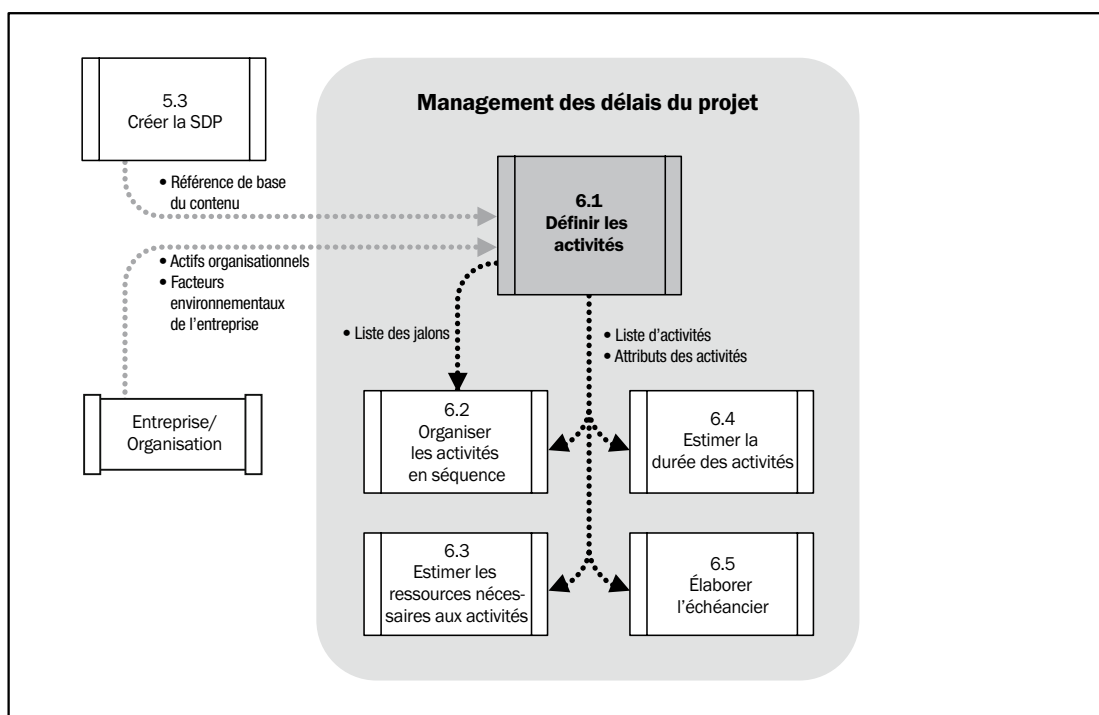 5.3
Créer la SDP
Management des délais du projet
• Référence de base
du contenu
6.1
Définir les
activités
• Actifs organisationnels
• Facteurs
environnementaux
de l'entreprise
• Liste des jalons
• Liste d'activités
• Attributs des activités
Entreprise/
Organisation
6.2
Organiser
les activités
en séquence
6.4
Estimer la
durée des activités
6.3
Estimer les
ressources néces-
saires aux activités
6.5
Élaborer
l'échéancier